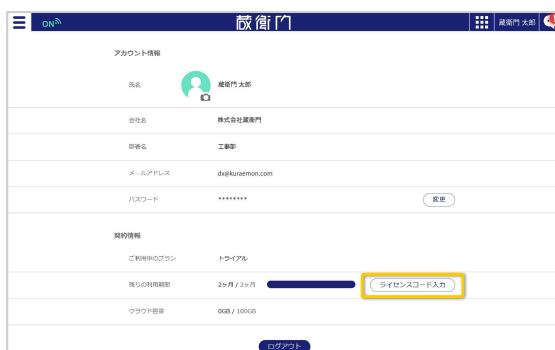 ON
蔵衛門
蔵衛門 太郎
アカウント情報
氏名
蔵衛門 太郎
会社名
株式会社蔵衛門
部署名
工事部
メールアドレス
dx@kuraemon.com
パスワード
********
変更
契約情報
ご利用中のプラン
トライアル
残りの利用期間
2ヶ月 / 2ヶ月
ライセンスコード入力
クラウド容量
0GB / 100GB
ログアウト